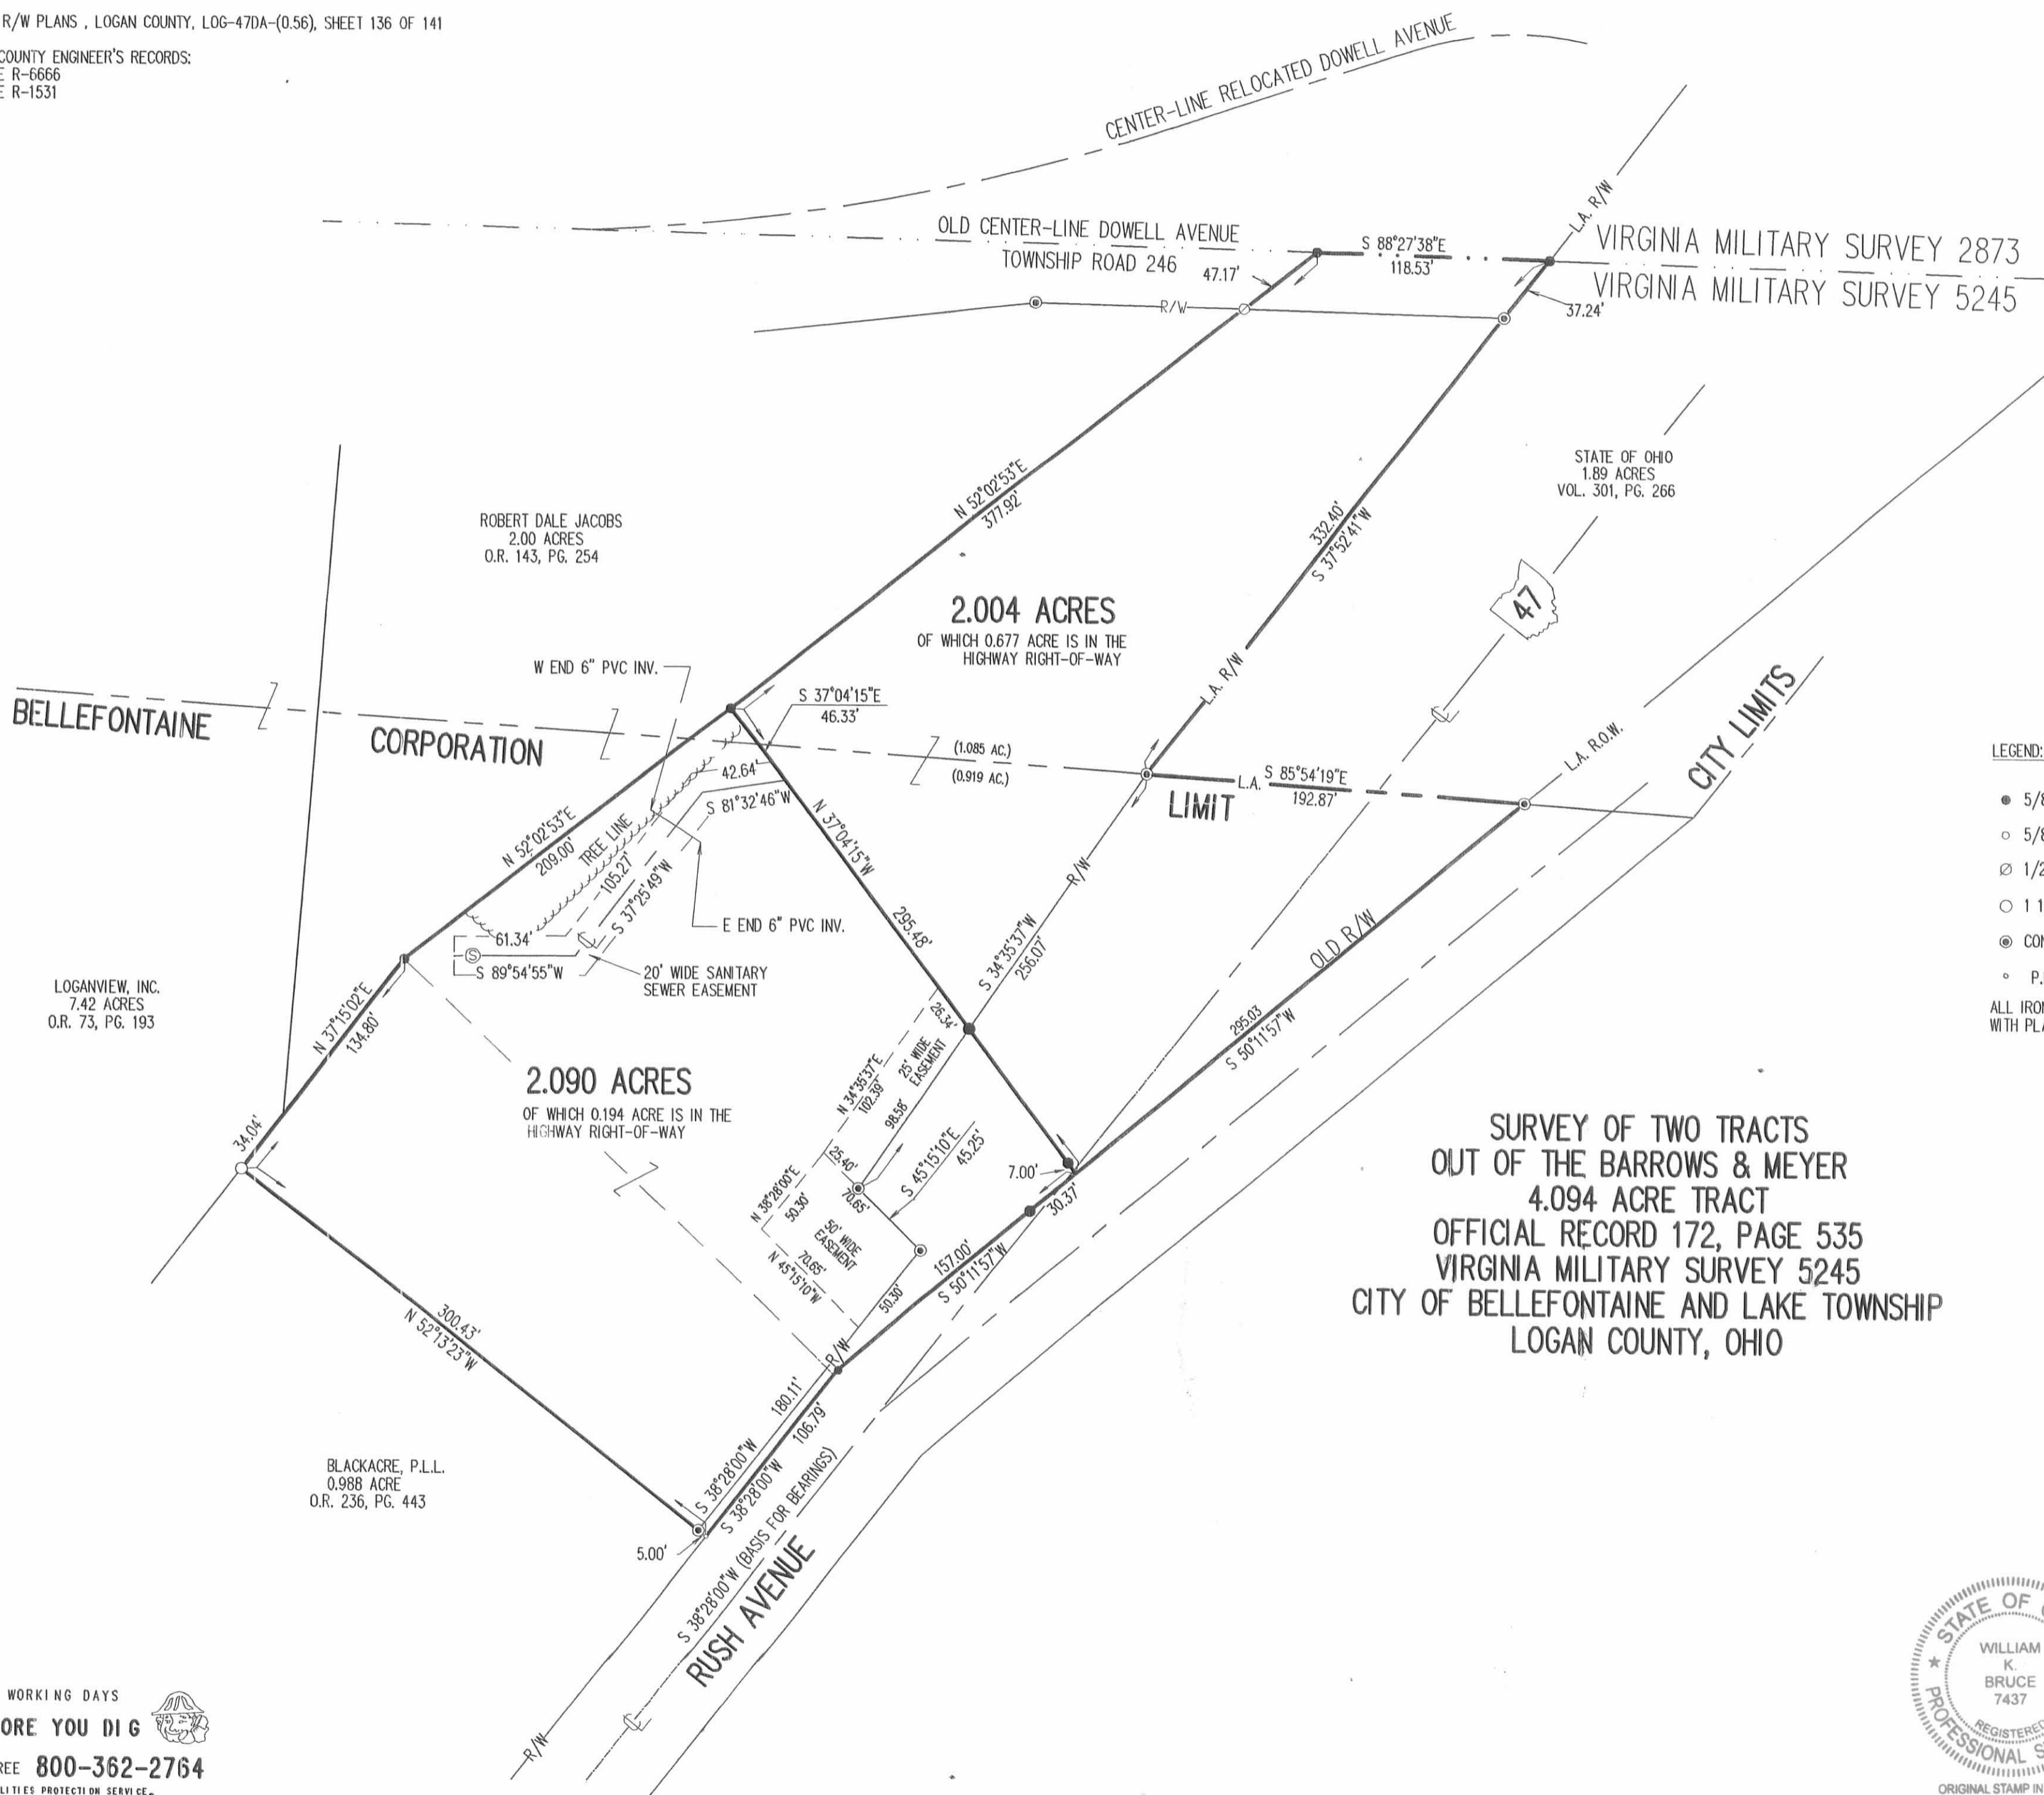 R/W PLANS , LOGAN COUNTY, LOG-47DA-(0.56), SHEET 136 OF 141
COUNTY ENGINEER'S RECORDS:
R-6666
R-1531
CENTER-LINE RELOCATED DOWELL AVENUE
OLD CENTER-LINE DOWELL AVENUE
TOWNSHIP ROAD 246
47.17'
S 88°27'38"E
118.53'
L.A. R/W
VIRGINIA MILITARY SURVEY 2873
VIRGINIA MILITARY SURVEY 5245
37.24'
R/W
STATE OF OHIO
1.89 ACRES
VOL. 301, PG. 266
47
N 52°02'53"E
377.92'
332.40'
S 37°52'41"W
ROBERT DALE JACOBS
2.00 ACRES
O.R. 143, PG. 254
2.004 ACRES
OF WHICH 0.677 ACRE IS IN THE
HIGHWAY RIGHT-OF-WAY
W END 6" PVC INV.
S 37°04'15"E
46.33'
L.A. R/W
BELLEFONTAINE
CORPORATION
(1.085 AC.)
(0.919 AC.)
L.A.
S 85°54'19"E
192.87'
LIMIT
L.A. R.O.W.
CITY LIMITS
42.64'
S 81°32'46"W
N 52°02'53"E
209.00'
TREE LINE
105.27'
S 37°25'49"W
N 37°04'15"W
295.48'
R/W
61.34'
S
S 89°54'55"W
E END 6" PVC INV.
20' WIDE SANITARY
SEWER EASEMENT
S 34°35'37"W
256.07'
OLD R/W
295.03
S 50°11'57"W
LEGEND:
5/8
5/8
1/2
1 1
P.
WITH
LOGANVIEW, INC.
7.42 ACRES
O.R. 73, PG. 193
N 37°15'02"E
134.80'
34.04'
2.090 ACRES
OF WHICH 0.194 ACRE IS IN THE
HIGHWAY RIGHT-OF-WAY
26.34'
25' WIDE
EASEMENT
N 34°35'37"E
102.39'
98.58'
25.40'
S 45°15'10"E
45.25'
70.65'
N 38°28'00"E
50.30'
50' WIDE
EASEMENT
70.65'
N 45°15'10"W
50.30'
7.00'
30.37'
157.00'
S 50°11'57"W
R/W
SURVEY OF TWO TRACTS
OUT OF THE BARROWS & MEYER
4.094 ACRE TRACT
OFFICIAL RECORD 172, PAGE 535
VIRGINIA MILITARY SURVEY 5245
CITY OF BELLEFONTAINE AND LAKE TOWNSHIP
LOGAN COUNTY, OHIO
300.43'
N 52°13'23"W
180.11'
S 38°28'00"W
106.79'
S 38°28'00"W
5.00'
BLACKACRE, P.L.L.
0.988 ACRE
O.R. 236, PG. 443
S 38°28'00"W (BASIS FOR BEARINGS)
RUSH AVENUE
R/W
WORKING DAYS
ORE YOU DIG
REE 800-362-2764
LITIES PROTECTION SERVICE
STATE OF
WILLIAM
K.
BRUCE
7437
REGISTERED
PROFESSIONAL S
ORIGINAL STAMP IN